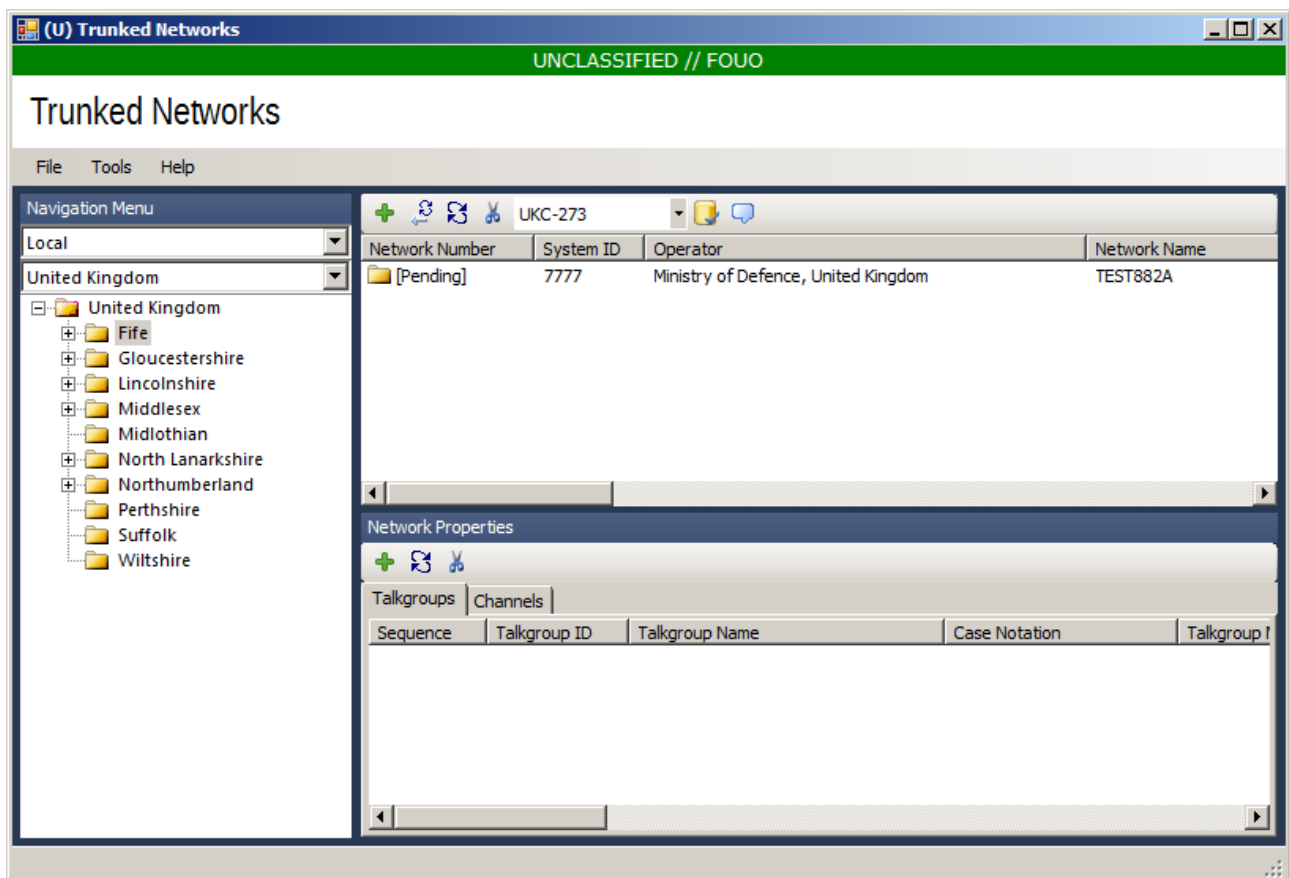 (U) Trunked Networks
UNCLASSIFIED // FOUO
Trunked Networks
File Tools Help
Navigation Menu
Local
United Kingdom
United Kingdom
Fife
Gloucestershire
Lincolnshire
Middlesex
Midlothian
North Lanarkshire
Northumberland
Perthshire
Suffolk
Wiltshire
UKC-273
Network Number System ID Operator Network Name
[Pending] 7777 Ministry of Defence, United Kingdom TEST882A
Network Properties
Talkgroups Channels
Sequence Talkgroup ID Talkgroup Name Case Notation Talkgroup